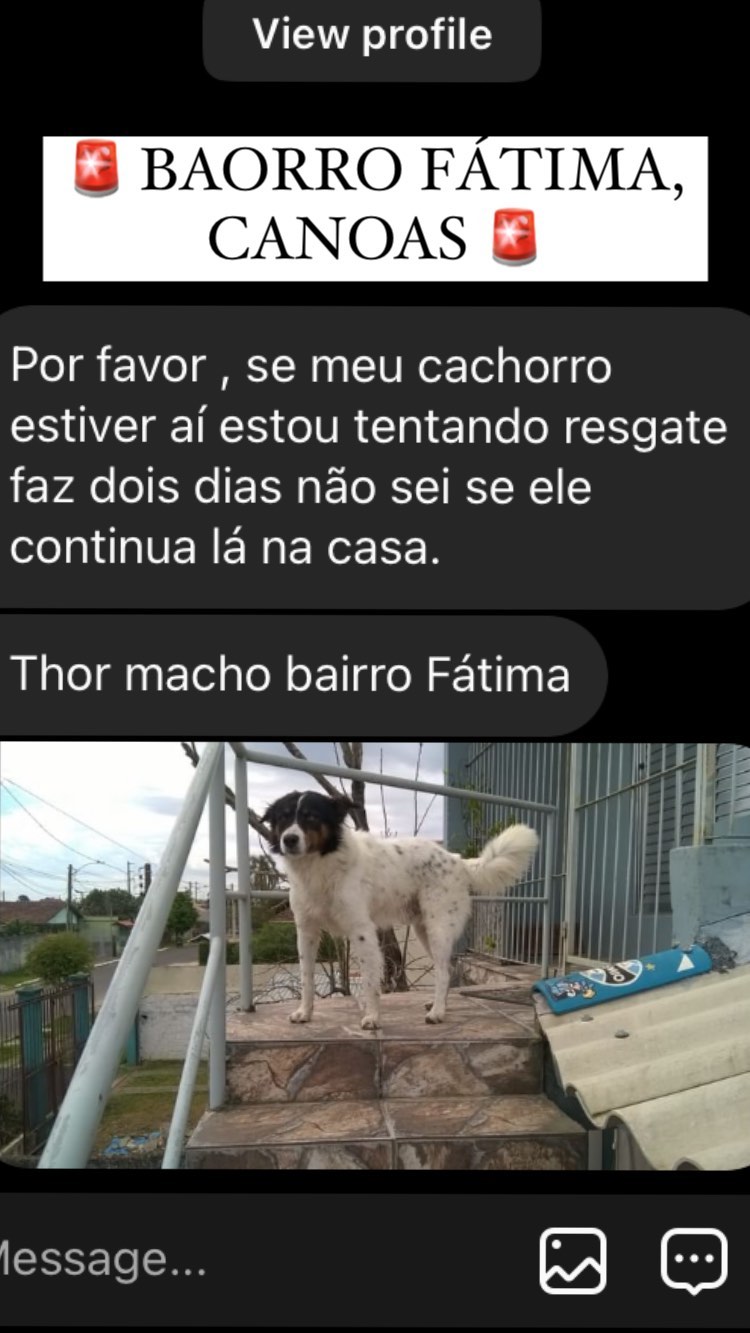 View profile
🚨 BAORRO FÁTIMA,
CANOAS 🚨
Por favor , se meu cachorro
estiver aí estou tentando resgate
faz dois dias não sei se ele
continua lá na casa.
Thor macho bairro Fátima
Message...